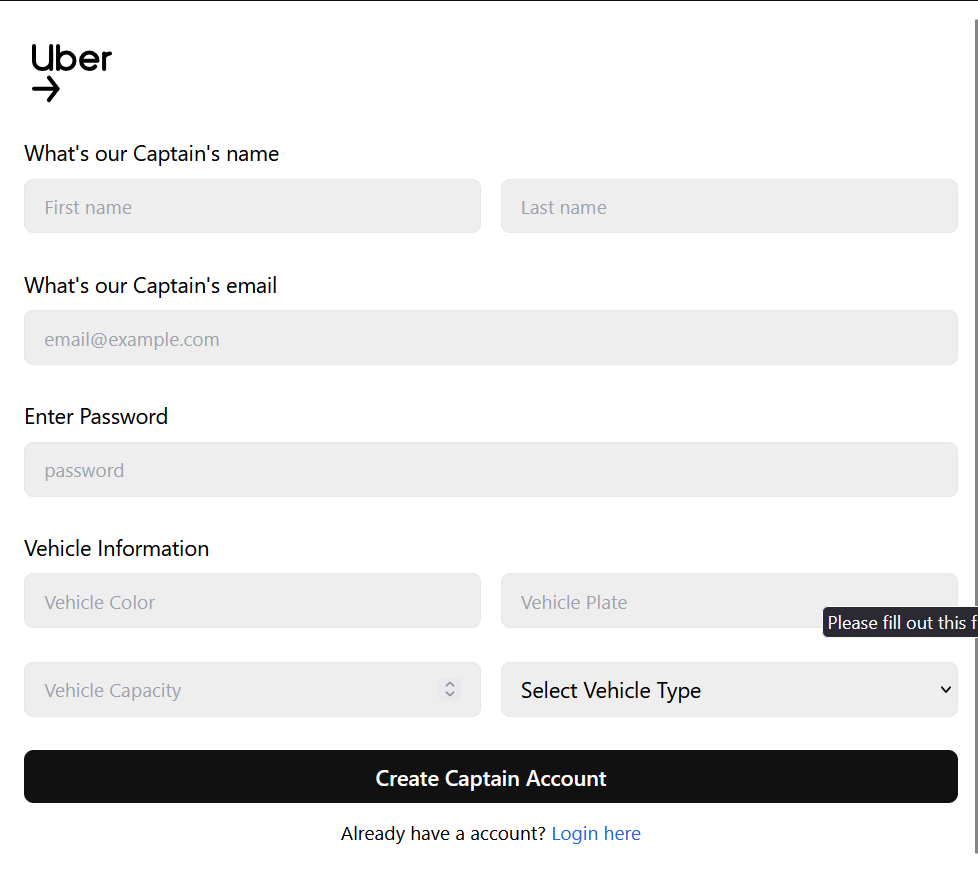 Uber
What's our Captain's name
First name
Last name
What's our Captain's email
email@example.com
Enter Password
password
Vehicle Information
Vehicle Color
Vehicle Plate
Please fill out this f
Vehicle Capacity
Select Vehicle Type
Create Captain Account
Already have a account? Login here